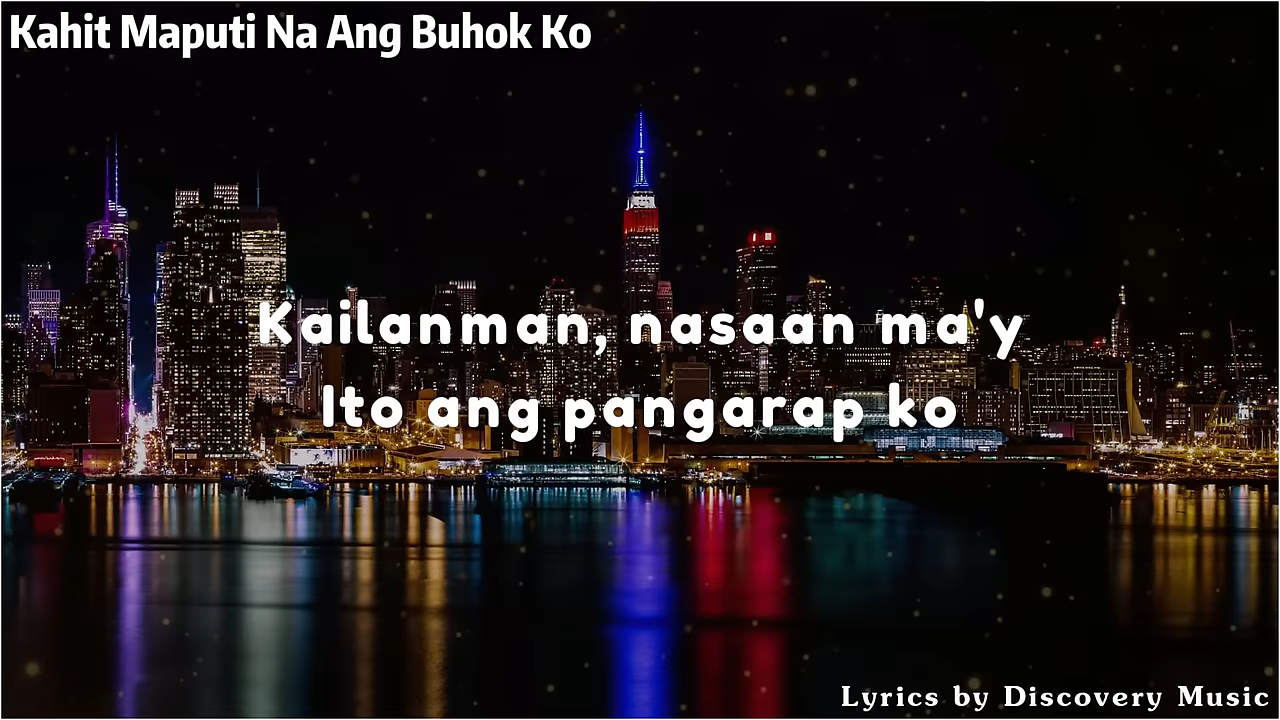 Kahit Maputi Na Ang Buhok Ko
Kailanman, nasaan ma'y
Ito ang pangarap ko
Lyrics by Discovery Music